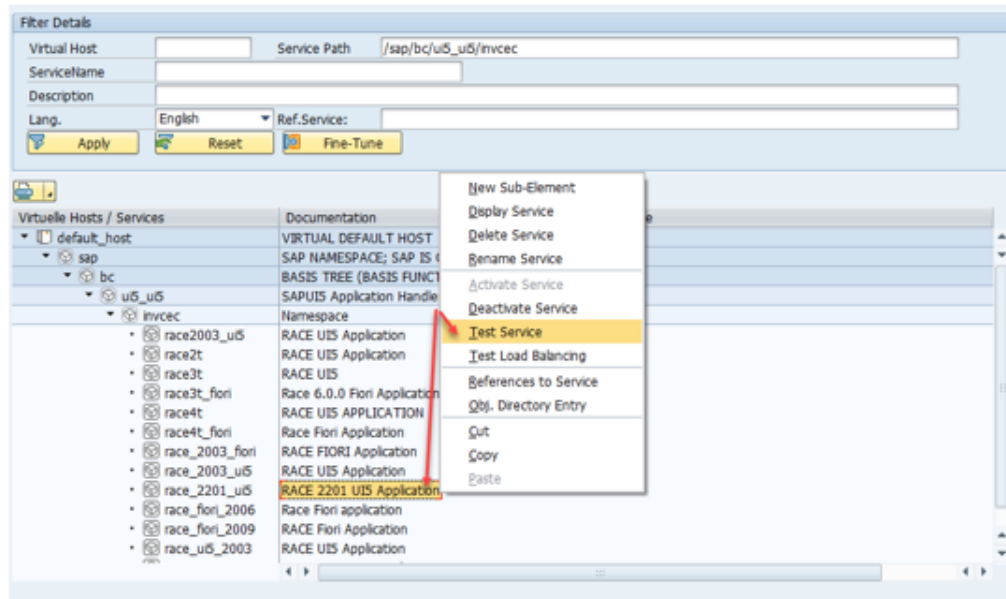 Filter Details
Virtual Host Service Path /sap/bc/ui5_ui5/invcec
ServiceName
Description
Lang. English Ref.Service:
Apply Reset Fine-Tune
Virtuelle Hosts / Services Documentation e
default_host VIRTUAL DEFAULT HOST
sap SAP NAMESPACE; SAP IS
bc BASIS TREE (BASIS FUNCT
ui5_ui5 SAPUI5 Application Handle
invcec Namespace
race2003_ui5 RACE UI5 Application
race2t RACE UI5 Application
race3t RACE UI5
race3t_fiori Race 6.0.0 Fiori Application
race4t RACE UI5 APPLICATION
race4t_fiori Race Fiori Application
race_2003_fiori RACE FIORI Application
race_2003_ui5 RACE UI5 Application
race_2201_ui5 RACE 2201 UI5 Application
race_fiori_2006 Race Fiori application
race_fiori_2009 RACE Fiori Application
race_ui5_2003 RACE UI5 Application
New Sub-Element
Display Service
Delete Service
Rename Service
Activate Service
Deactivate Service
Test Service
Test Load Balancing
References to Service
Obj. Directory Entry
Cut
Copy
Paste